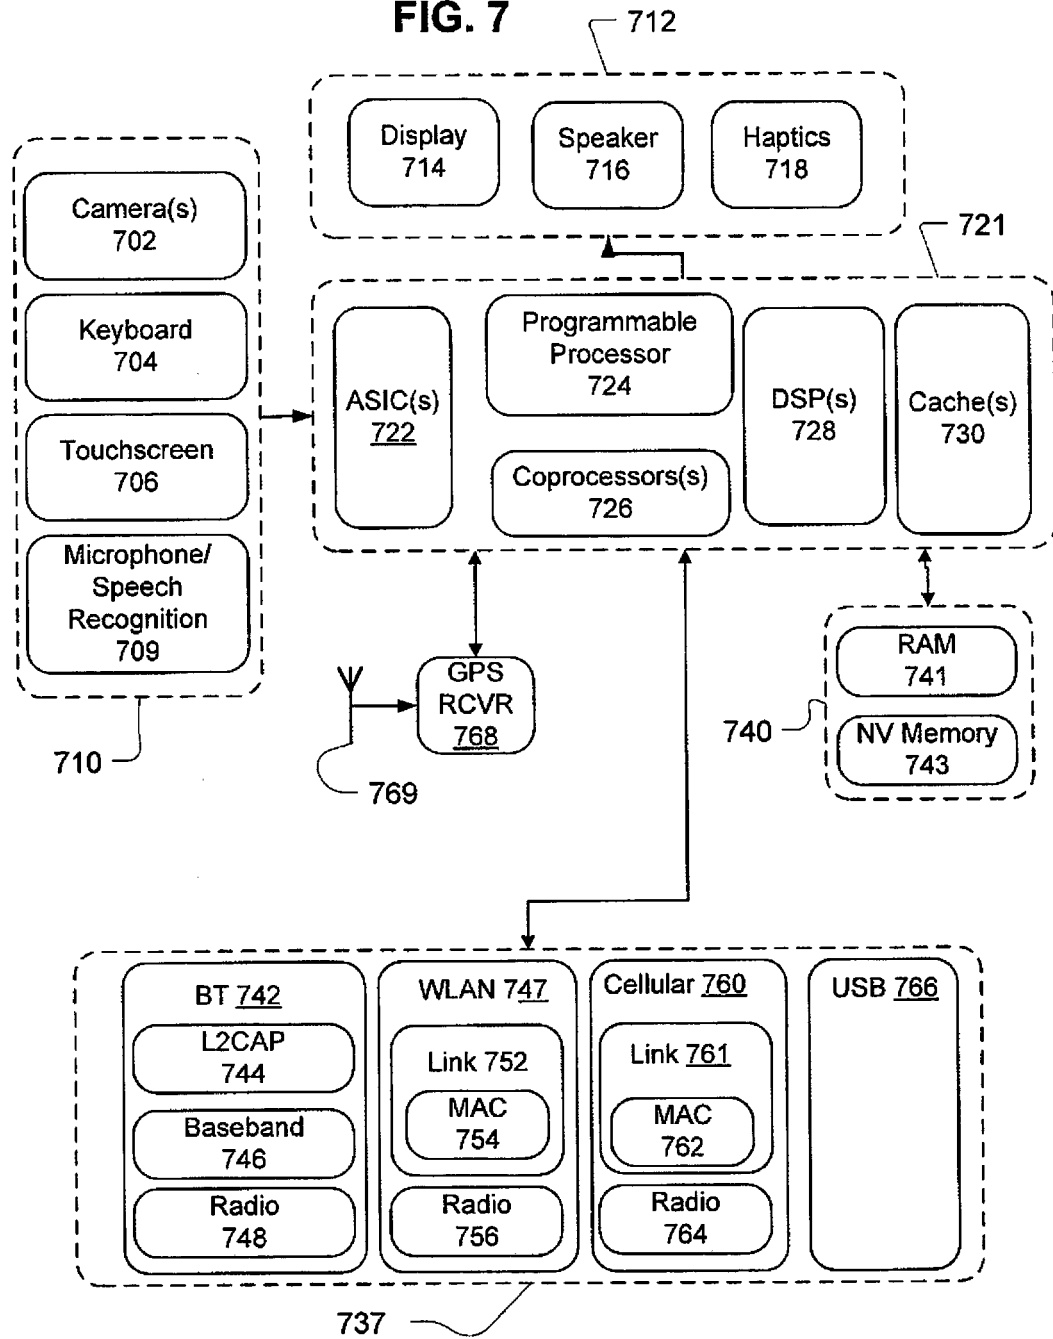 FIG. 7
712
Display
714
Speaker
716
Haptics
718
Camera(s)
702
Keyboard
704
Touchscreen
706
Microphone/
Speech
Recognition
709
710
721
ASIC(s)
722
Programmable
Processor
724
Coprocessors(s)
726
DSP(s)
728
Cache(s)
730
GPS
RCVR
768
769
RAM
741
NV Memory
743
740
BT 742
L2CAP
744
Baseband
746
Radio
748
WLAN 747
Link 752
MAC
754
Radio
756
Cellular 760
Link 761
MAC
762
Radio
764
USB 766
737